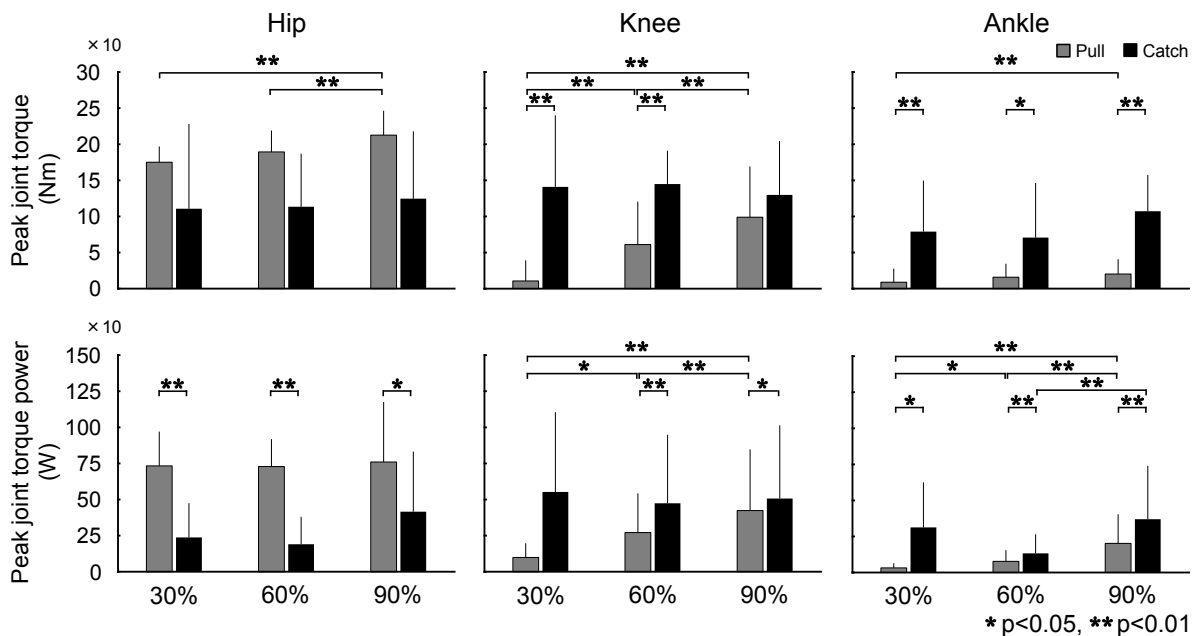 Hip Knee Ankle
×10
Pull Catch
** ** **
** ** **
** ** ** * **
30
25
20
15
10
5
0
Peak joint torque
(Nm)
×10
** ** **
* ** * **
**
** ** * ** * * ** **
150
125
100
75
50
25
0
Peak joint torque power
(W)
30% 60% 90% 30% 60% 90% 30% 60% 90%
* p<0.05, ** p<0.01